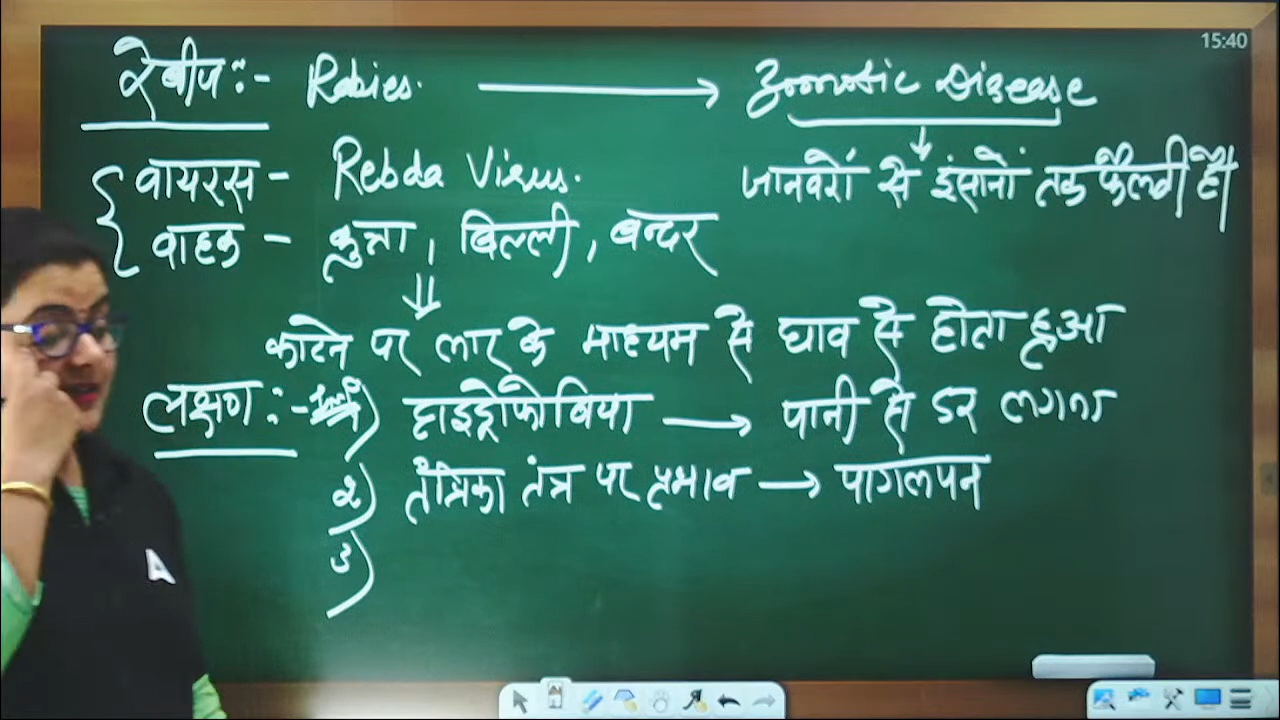 15:40
रेबीज :- Rabies. → Zoonotic Disease
जानवरों से इंसानों तक फैलती है।
वायरस - Rebda Virus.
वाहक - कुत्ता, बिल्ली, बन्दर
काटने पर लार के माध्यम से घाव से होता हुआ
लक्षण :- 1) हाइड्रोफोबिया → पानी से डर लगना
2) तंत्रिका तंत्र पर प्रभाव → पागलपन
3)